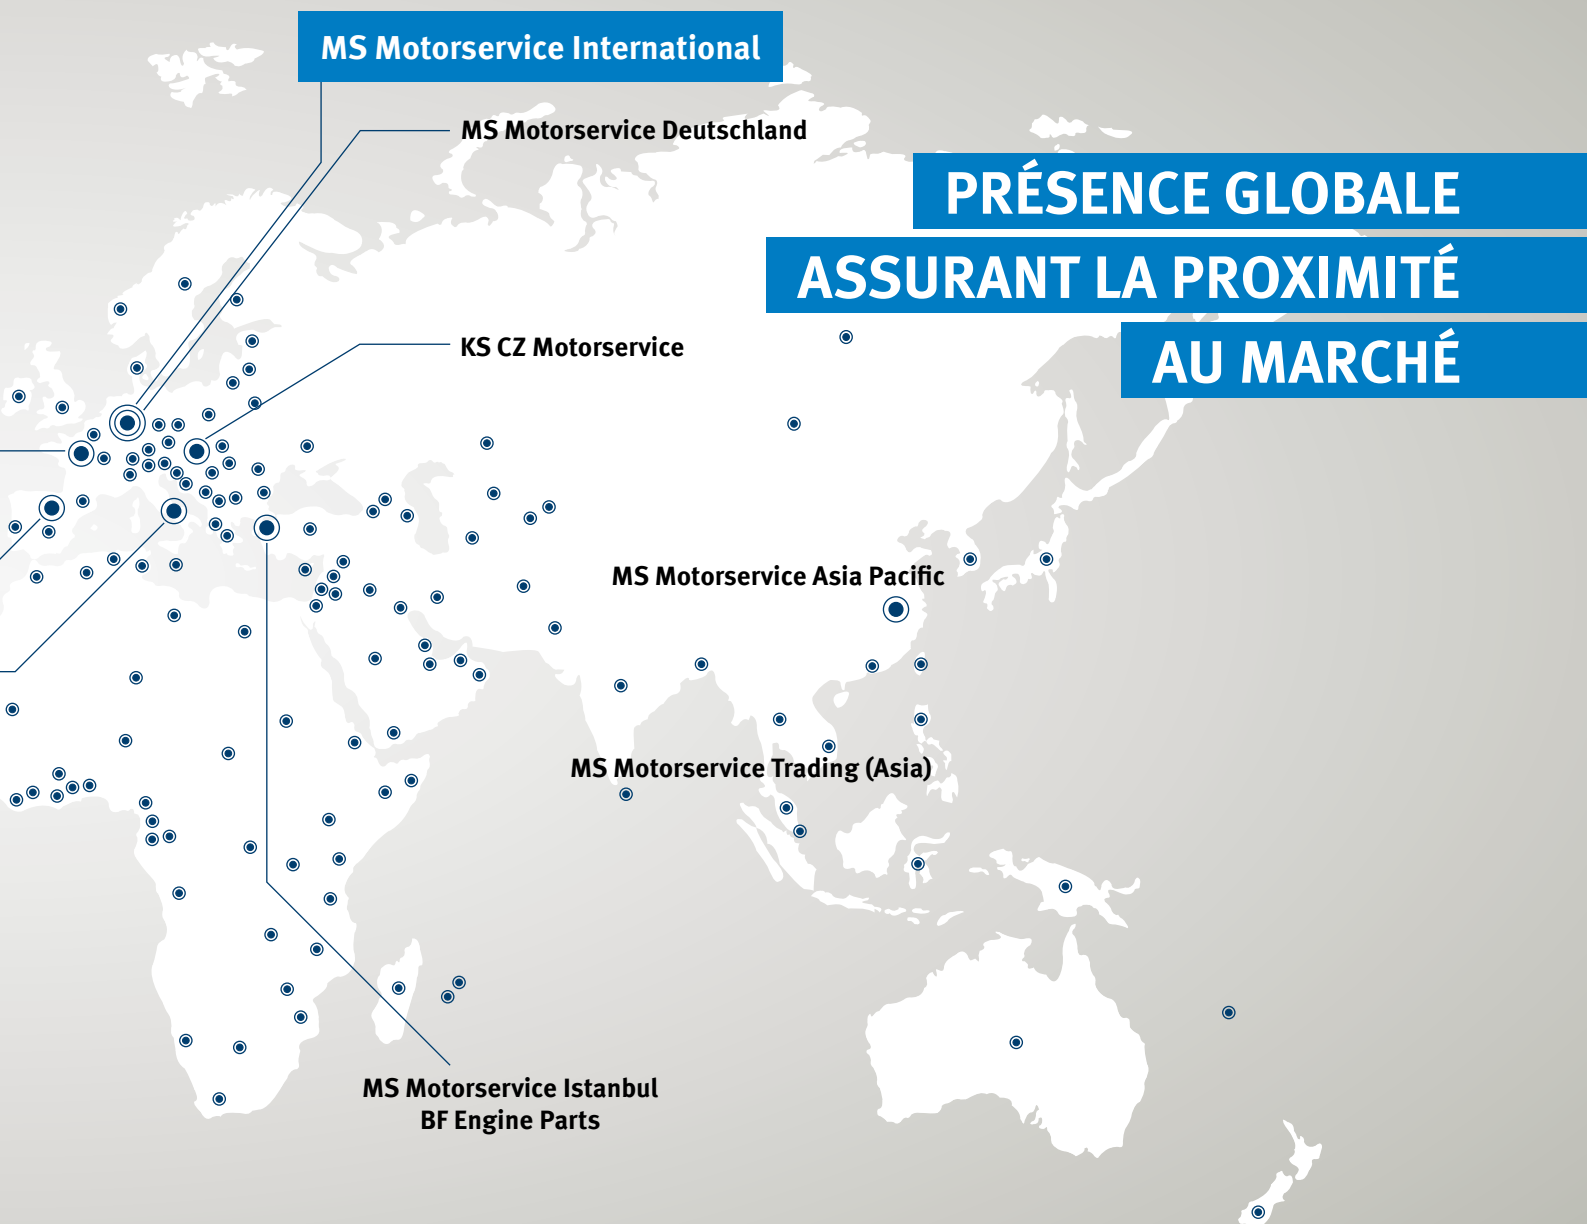 MS Motorservice International
MS Motorservice Deutschland
PRÉSENCE GLOBALE
ASSURANT LA PROXIMITÉ
AU MARCHÉ
KS CZ Motorservice
MS Motorservice Asia Pacific
MS Motorservice Trading (Asia)
MS Motorservice Istanbul
BF Engine Parts